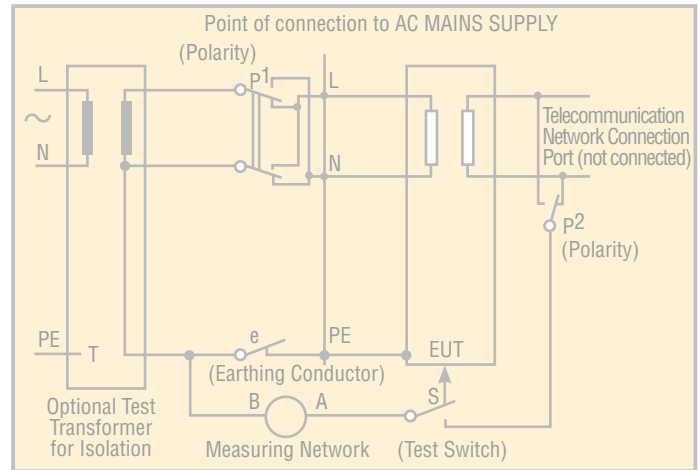 Point of connection to AC MAINS SUPPLY
(Polarity)
P1
L
L
N
N
Telecommunication
Network Connection
Port (not connected)
P2
(Polarity)
PE
T
e
PE
(Earthing Conductor)
EUT
S
B
A
Optional Test
Transformer
for Isolation
Measuring Network
(Test Switch)